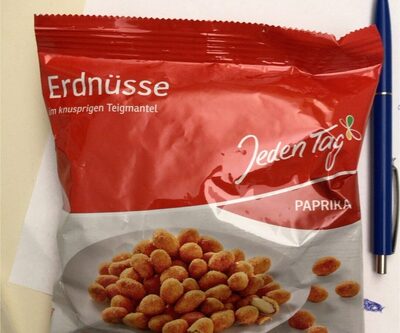 Erdnüsse
im knusprigen Teigmantel
Jeden Tag
PAPRIKA